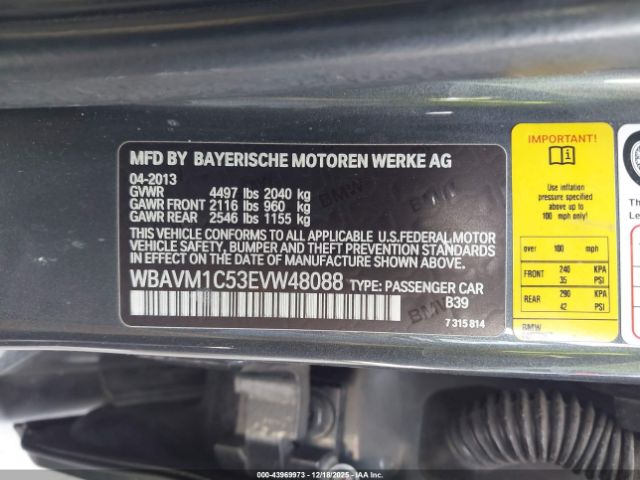 MFD BY BAYERISCHE MOTOREN WERKE AG
04-2013
GVWR 4497 lbs 2040 kg
GAWR FRONT 2116 lbs 960 kg
GAWR REAR 2546 lbs 1155 kg
THIS VEHICLE CONFORMS TO ALL APPLICABLE U.S.FEDERAL MOTOR
VEHICLE SAFETY, BUMPER AND THEFT PREVENTION STANDARDS
IN EFFECT ON THE DATE OF MANUFACTURE SHOWN ABOVE.
WBAVM1C53EVW48088 TYPE: PASSENGER CAR
B39
7 315 814
IMPORTANT!
Use inflation
pressure specified
above up to
100 mph only!
over 100 mph
FRONT 240 KPA
35 PSI
REAR 290 KPA
42 PSI
BMW
Copart
12/18/2025